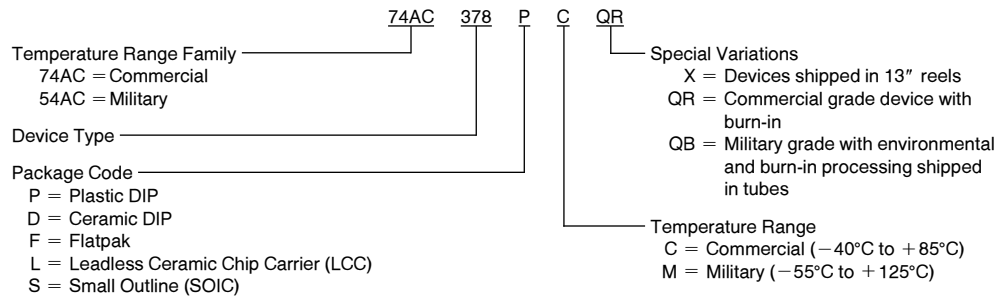 74AC 378 P C QR
Temperature Range Family
74AC = Commercial
54AC = Military
Device Type
Package Code
P = Plastic DIP
D = Ceramic DIP
F = Flatpak
L = Leadless Ceramic Chip Carrier (LCC)
S = Small Outline (SOIC)
Special Variations
X = Devices shipped in 13″ reels
QR = Commercial grade device with
burn-in
QB = Military grade with environmental
and burn-in processing shipped
in tubes
Temperature Range
C = Commercial (−40°C to +85°C)
M = Military (−55°C to +125°C)